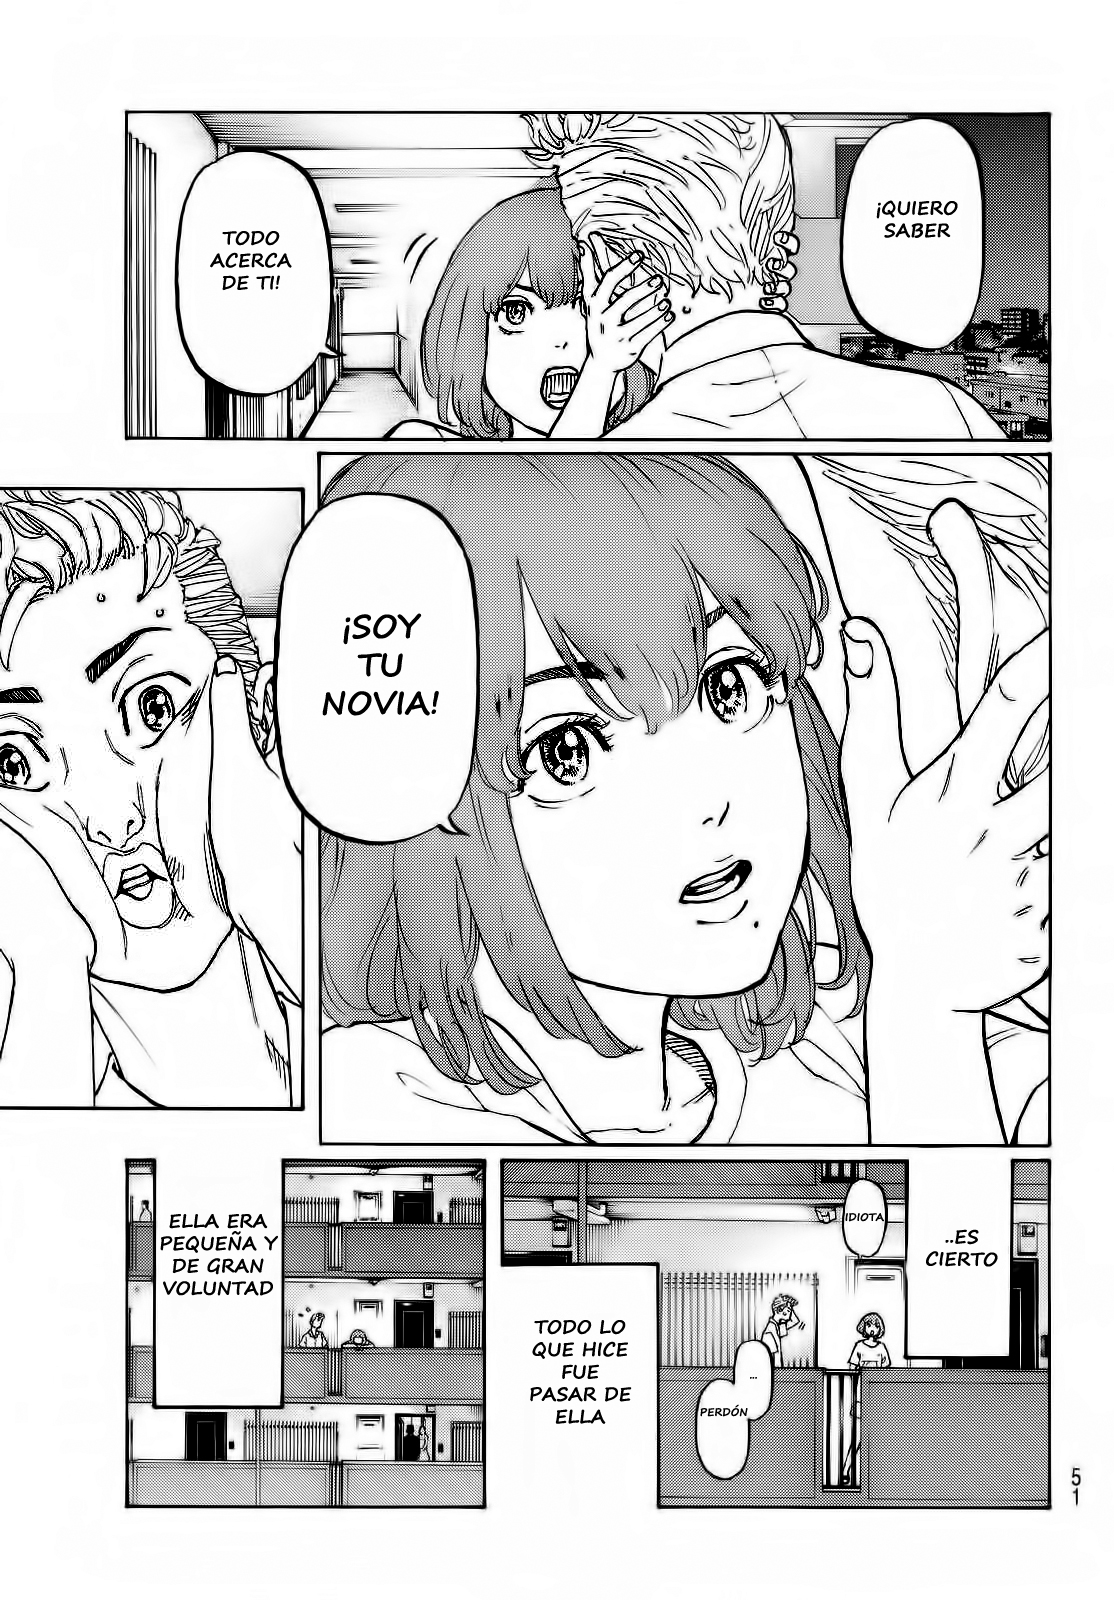 ¡QUIERO
SABER
TODO
ACERCA
DE TI!
¡SOY
TU
NOVIA!
..ES
CIERTO
IDIOTA
...
PERDÓN
TODO LO
QUE HICE
FUE
PASAR DE
ELLA
ELLA ERA
PEQUEÑA Y
DE GRAN
VOLUNTAD
51